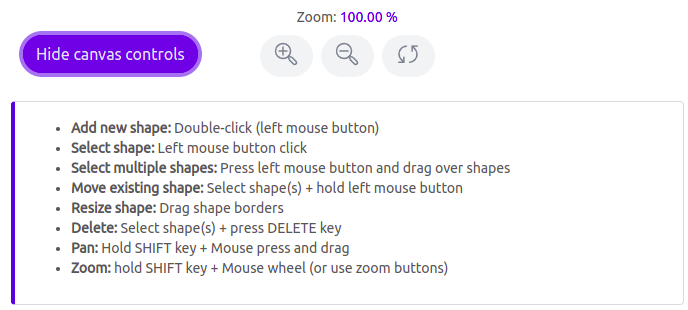 Zoom: 100.00 %
Hide canvas controls
Add new shape: Double-click (left mouse button)
Select shape: Left mouse button click
Select multiple shapes: Press left mouse button and drag over shapes
Move existing shape: Select shape(s) + hold left mouse button
Resize shape: Drag shape borders
Delete: Select shape(s) + press DELETE key
Pan: Hold SHIFT key + Mouse press and drag
Zoom: hold SHIFT key + Mouse wheel (or use zoom buttons)